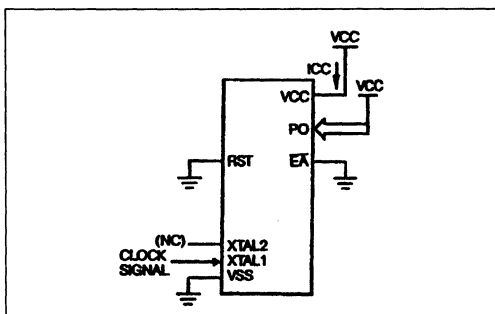 VCC
ICC
VCC
VCC
PO
RST
EA
(NC)
XTAL2
CLOCK
SIGNAL
XTAL1
VSS